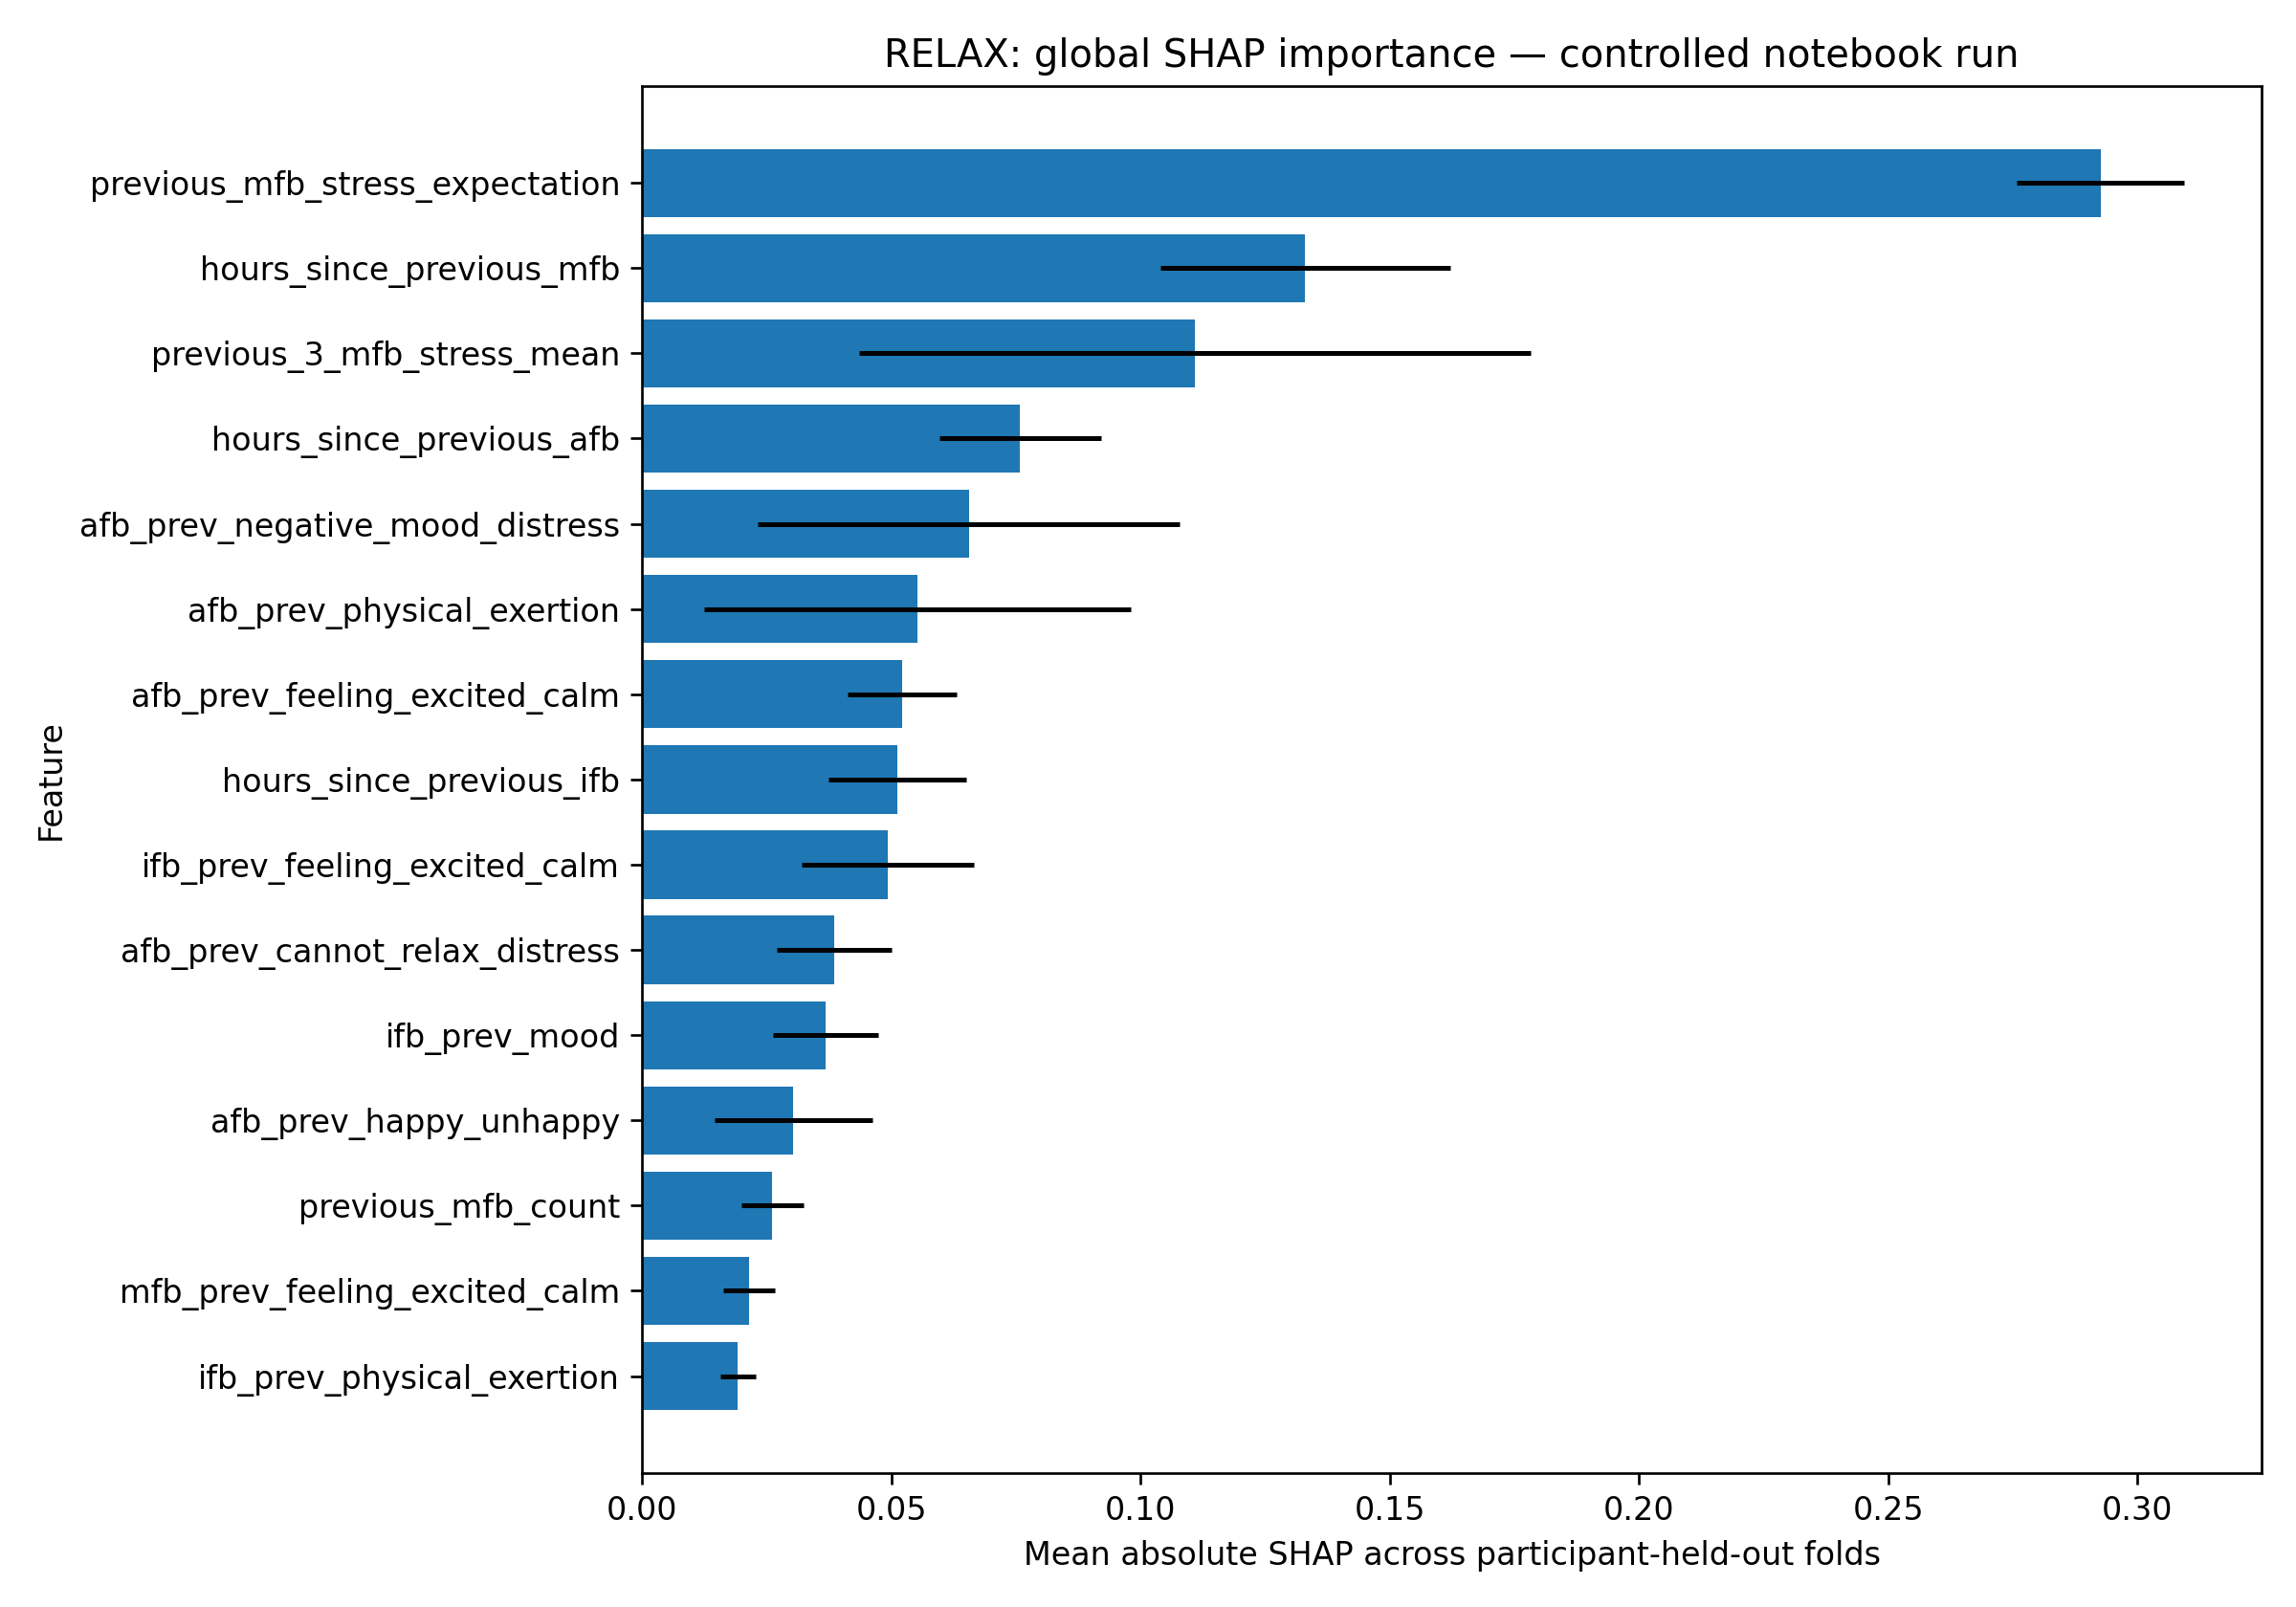 RELAX: global SHAP importance — controlled notebook run
previous_mfb_stress_expectation
hours_since_previous_mfb
previous_3_mfb_stress_mean
hours_since_previous_afb
afb_prev_negative_mood_distress
afb_prev_physical_exertion
afb_prev_feeling_excited_calm
hours_since_previous_ifb
ifb_prev_feeling_excited_calm
afb_prev_cannot_relax_distress
ifb_prev_mood
afb_prev_happy_unhappy
previous_mfb_count
mfb_prev_feeling_excited_calm
ifb_prev_physical_exertion
Feature
0.00 0.05 0.10 0.15 0.20 0.25 0.30
Mean absolute SHAP across participant-held-out folds